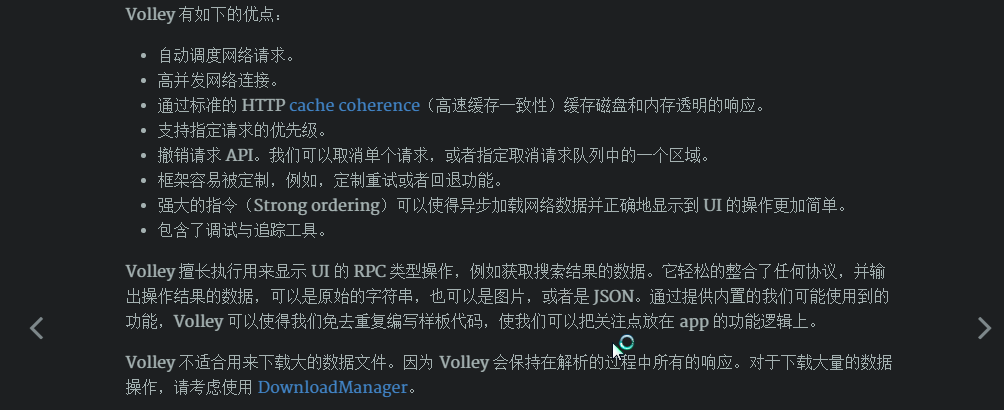 Volley 有如下的优点：
自动调度网络请求。
高并发网络连接。
通过标准的 HTTP cache coherence（高速缓存一致性）缓存磁盘和内存透明的响应。
支持指定请求的优先级。
撤销请求 API。我们可以取消单个请求，或者指定取消请求队列中的一个区域。
框架容易被定制，例如，定制重试或者回退功能。
强大的指令（Strong ordering）可以使得异步加载网络数据并正确地显示到 UI 的操作更加简单。
包含了调试与追踪工具。
Volley 擅长执行用来显示 UI 的 RPC 类型操作，例如获取搜索结果的数据。它轻松的整合了任何协议，并输
出操作结果的数据，可以是原始的字符串，也可以是图片，或者是 JSON。通过提供内置的我们可能使用到的
功能，Volley 可以使得我们免去重复编写样板代码，使我们可以把关注点放在 app 的功能逻辑上。
Volley 不适合用来下载大的数据文件。因为 Volley 会保持在解析的过程中所有的响应。对于下载大量的数据
操作，请考虑使用 DownloadManager。